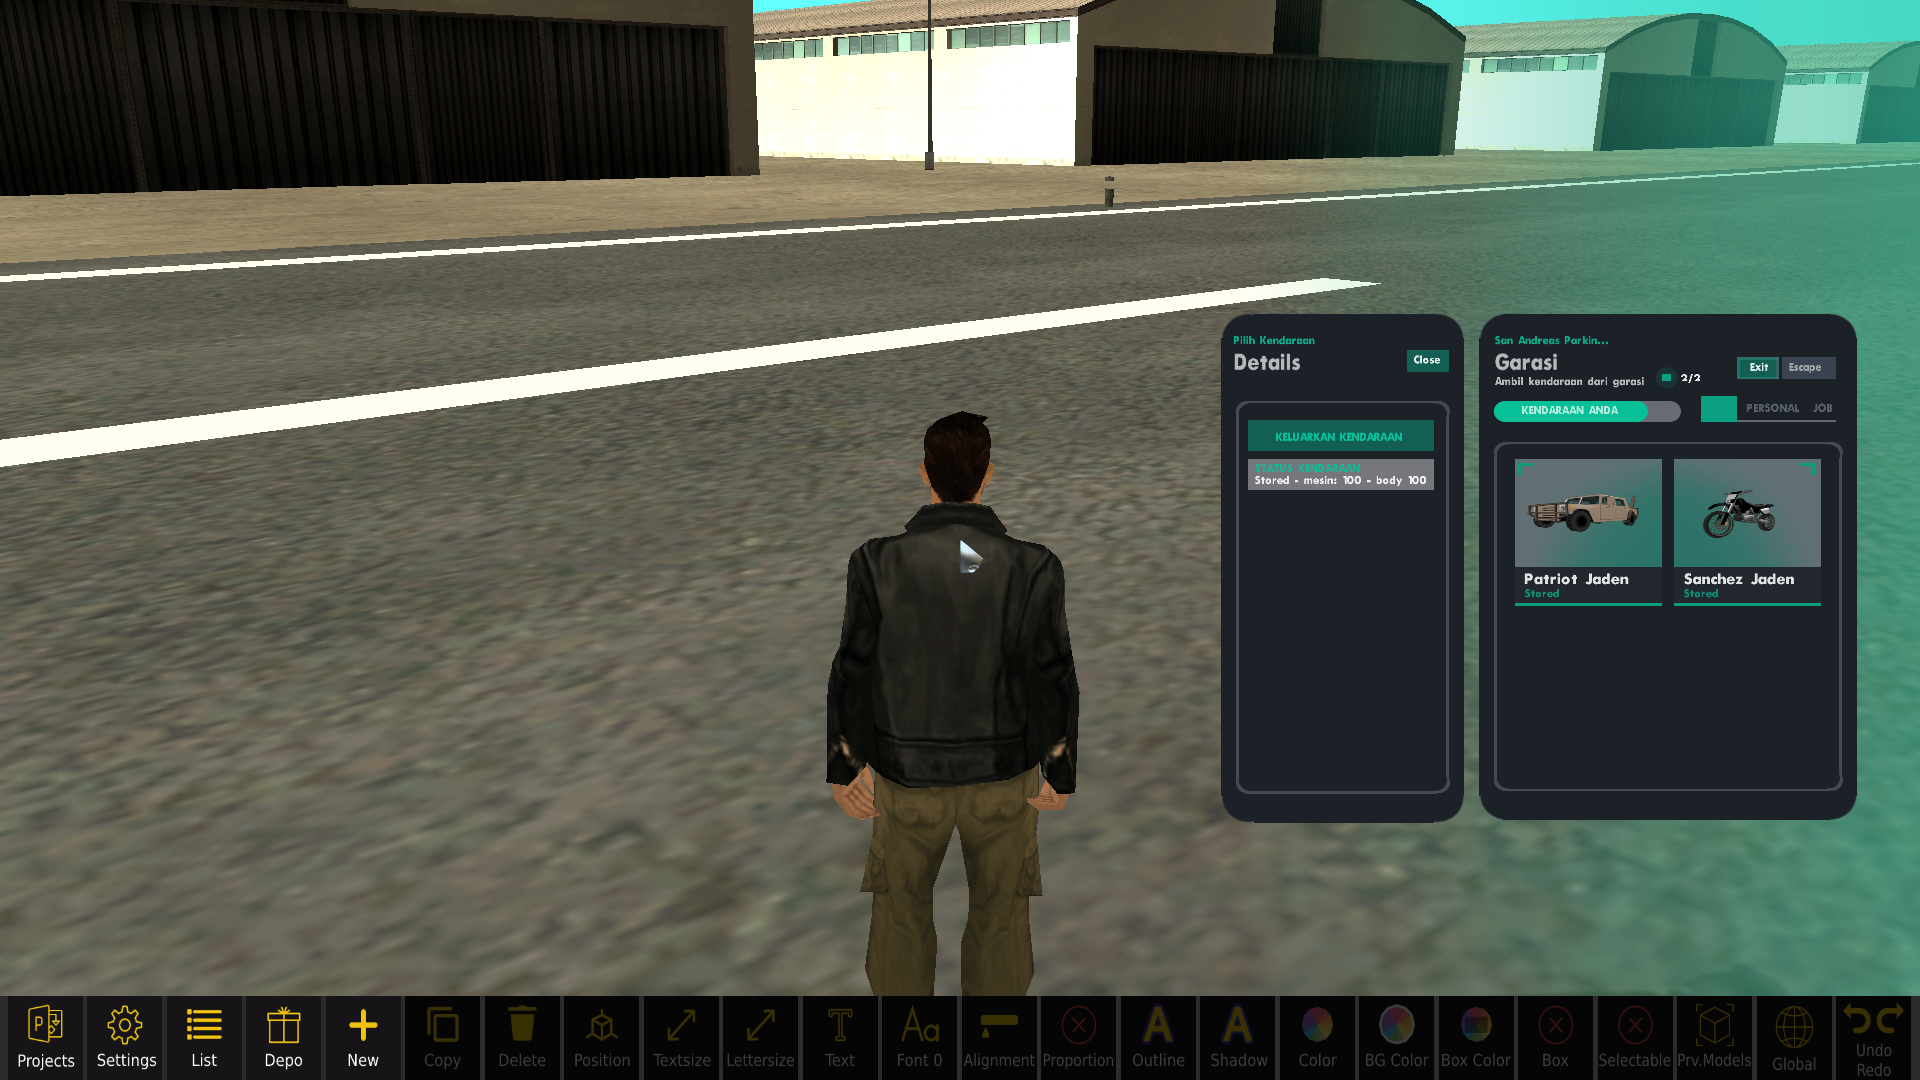 Pilih Kendaraan
Details
Close
KELUARKAN KENDARAAN
STATUS KENDARAAN
Stored - mesin: 100 - body 100
San Andreas Parkin...
Garasi
Ambil kendaraan dari garasi
2/2
Exit
Escape
KENDARAAN ANDA
PERSONAL
JOB
Patriot Jaden
Stored
Sanchez Jaden
Stored
Projects
Settings
List
Depo
New
Copy
Delete
Position
Textsize
Lettersize
Text
Font 0
Alignment
Proportion
Outline
Shadow
Color
BG Color
Box Color
Box
Selectable
Prv.Models
Global
Undo
Redo